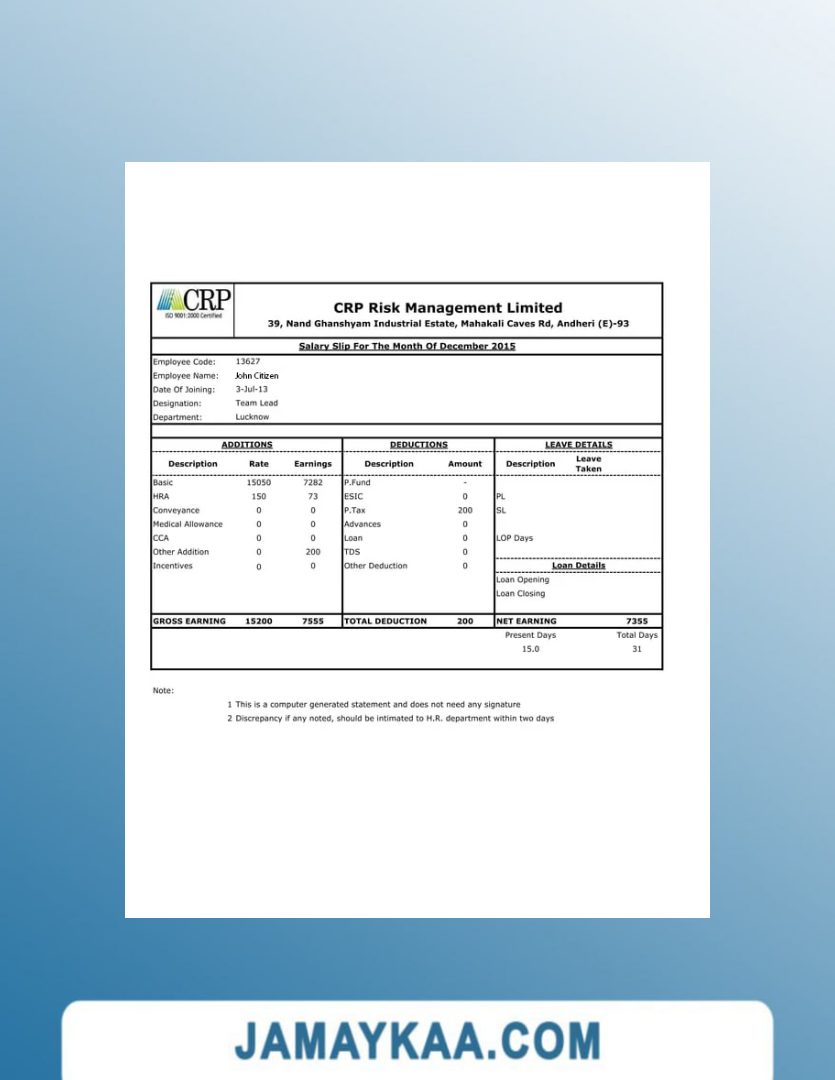 CRP
ISO 9001:2000 Certified
CRP Risk Management Limited
39, Nand Ghanshyam Industrial Estate, Mahakali Caves Rd, Andheri (E)-93
Salary Slip For The Month Of December 2015
Employee Code: 13627
Employee Name: John Citizen
Date Of Joining: 3-Jul-13
Designation: Team Lead
Department: Lucknow
ADDITIONS DEDUCTIONS LEAVE DETAILS
Description Rate Earnings Description Amount Description Leave Taken
Basic 15050 7282 P.Fund -
HRA 150 73 ESIC 0 PL
Conveyance 0 0 P.Tax 200 SL
Medical Allowance 0 0 Advances 0
CCA 0 0 Loan 0 LOP Days
Other Addition 0 200 TDS 0
Incentives 0 0 Other Deduction 0 Loan Details
Loan Opening
Loan Closing
GROSS EARNING 15200 7555 TOTAL DEDUCTION 200 NET EARNING 7355
Present Days Total Days
15.0 31
Note:
1 This is a computer generated statement and does not need any signature
2 Discrepancy if any noted, should be intimated to H.R. department within two days
JAMAYKAA.COM